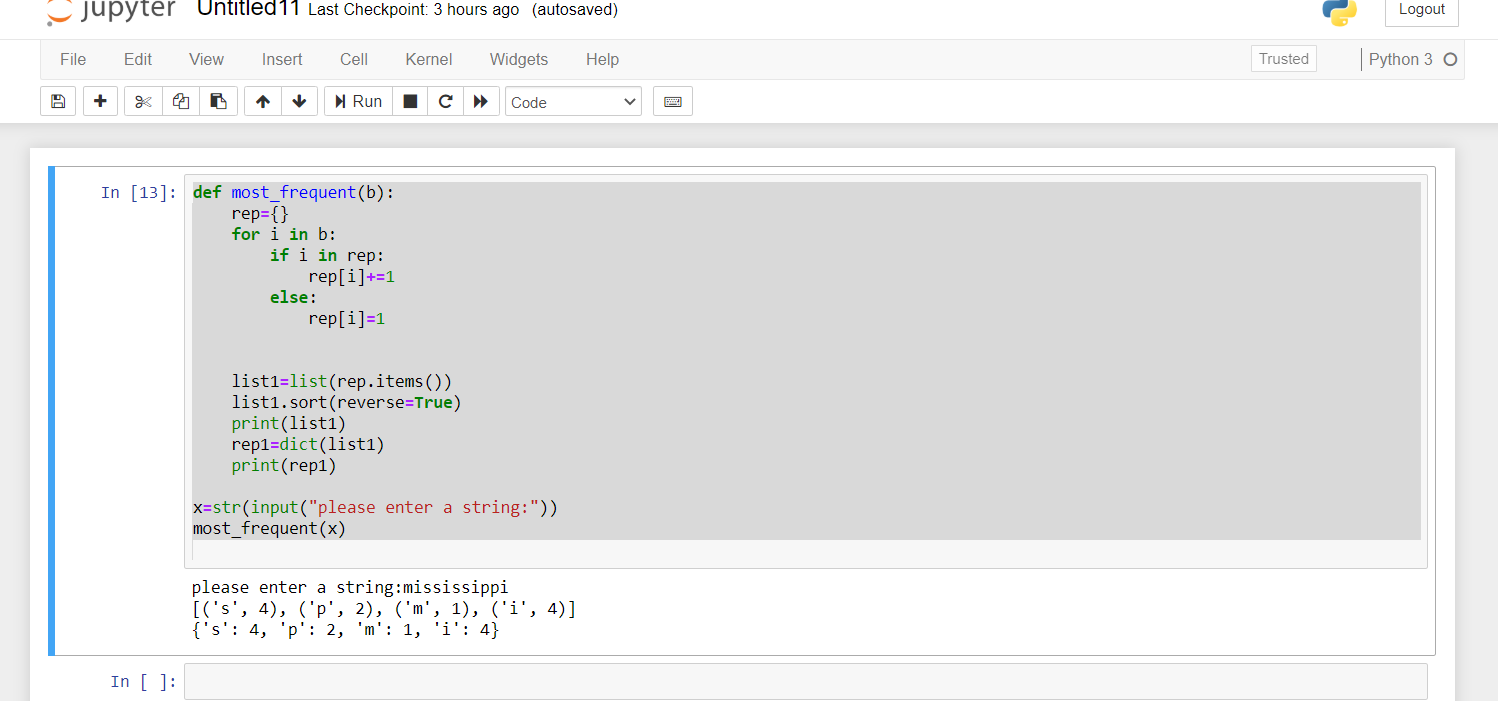 jupyter Untitled11 Last Checkpoint: 3 hours ago (autosaved) Logout
File Edit View Insert Cell Kernel Widgets Help Trusted Python 3
Run Code
In [13]:
def most_frequent(b):
    rep={}
    for i in b:
        if i in rep:
            rep[i]+=1
        else:
            rep[i]=1
    list1=list(rep.items())
    list1.sort(reverse=True)
    print(list1)
    rep1=dict(list1)
    print(rep1)
x=str(input("please enter a string:"))
most_frequent(x)
please enter a string:mississippi
[('s', 4), ('p', 2), ('m', 1), ('i', 4)]
{'s': 4, 'p': 2, 'm': 1, 'i': 4}
In [ ]: